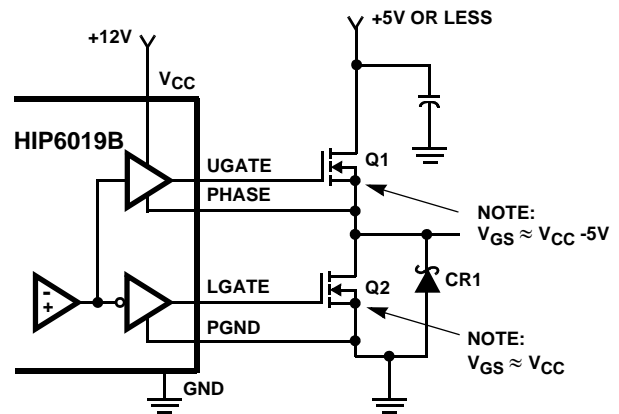 +5V OR LESS
+12V
VCC
HIP6019B
UGATE
Q1
PHASE
NOTE:
VGS ≈ VCC -5V
-
+
LGATE
Q2
CR1
PGND
NOTE:
VGS ≈ VCC
GND